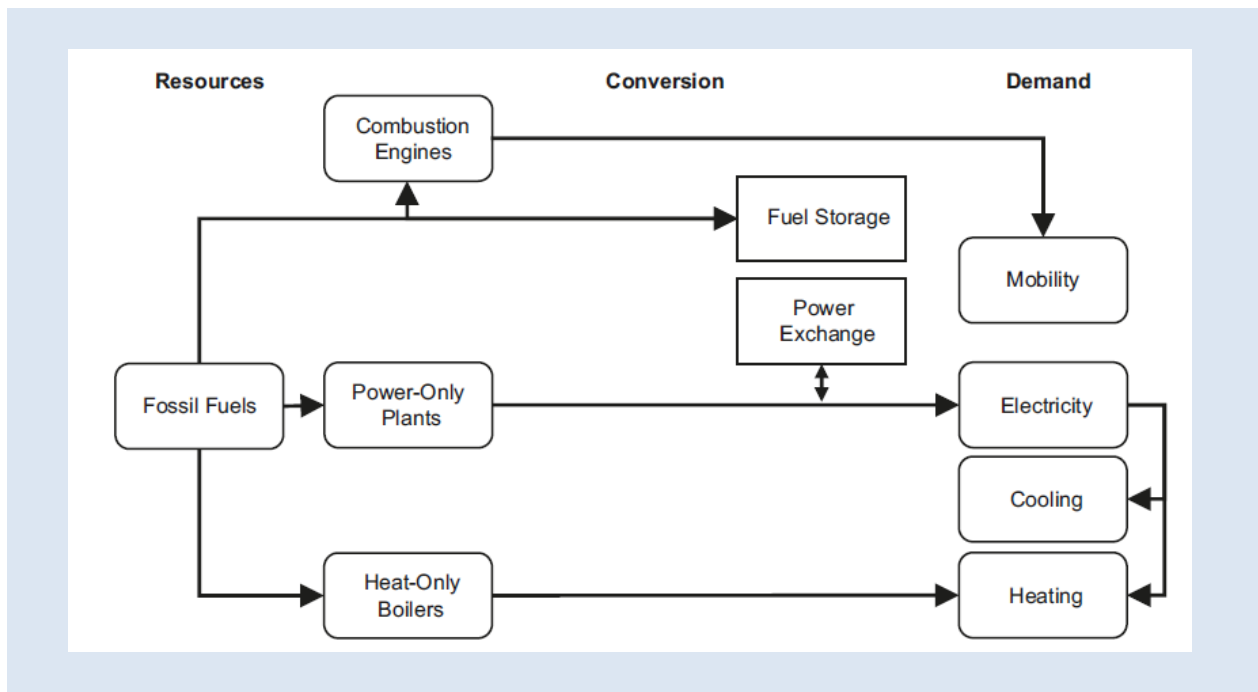 Resources
Conversion
Demand
Combustion
Engines
Fuel Storage
Mobility
Power
Exchange
Fossil Fuels
Power-Only
Plants
Electricity
Cooling
Heat-Only
Boilers
Heating